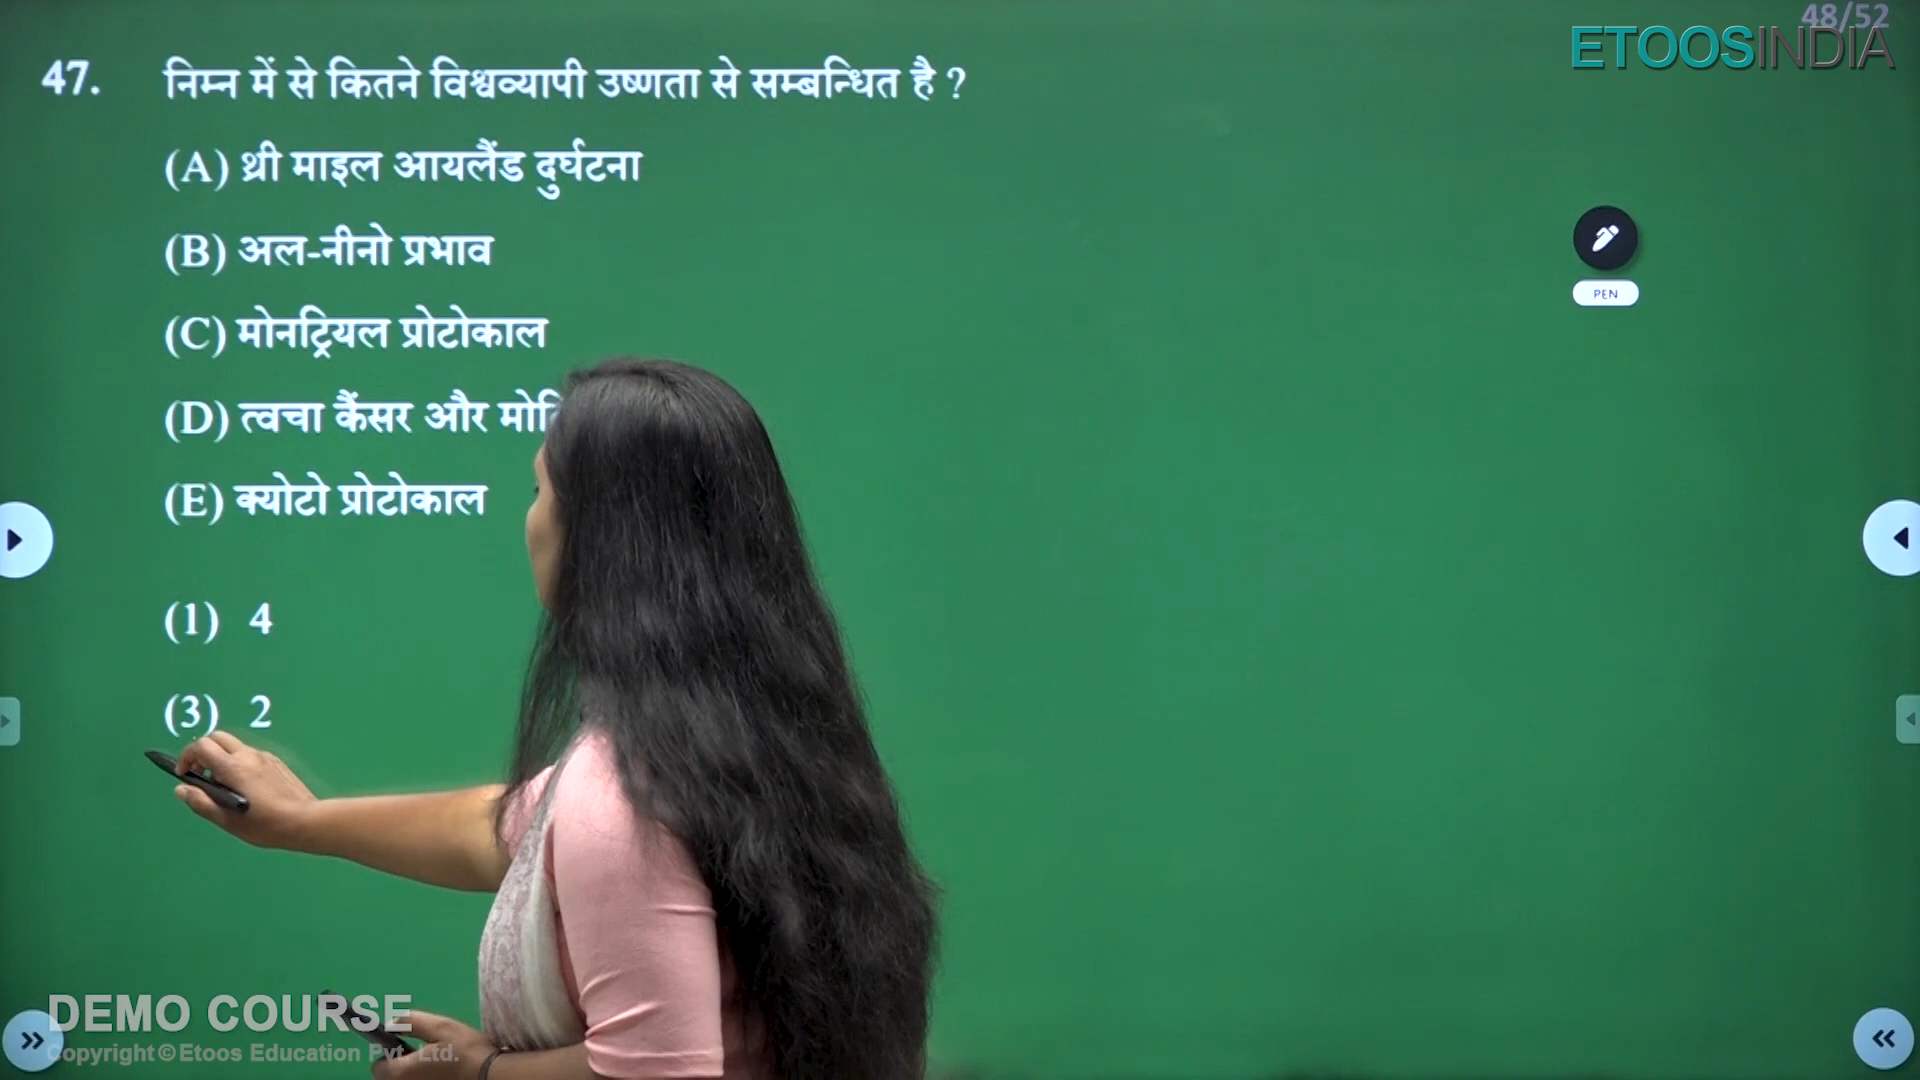 48/52
ETOOSINDIA
47. निम्न में से कितने विश्वव्यापी उष्णता से सम्बन्धित है ?
(A) थ्री माइल आयलैंड दुर्घटना
(B) अल-नीनो प्रभाव
PEN
(C) मोनट्रियल प्रोटोकाल
(D) त्वचा कैंसर और
(E) क्योटो प्रोटोकाल
(1) 4
(3) 2
DEMO COURSE
Copyright © Etoos Education Pvt. Ltd.